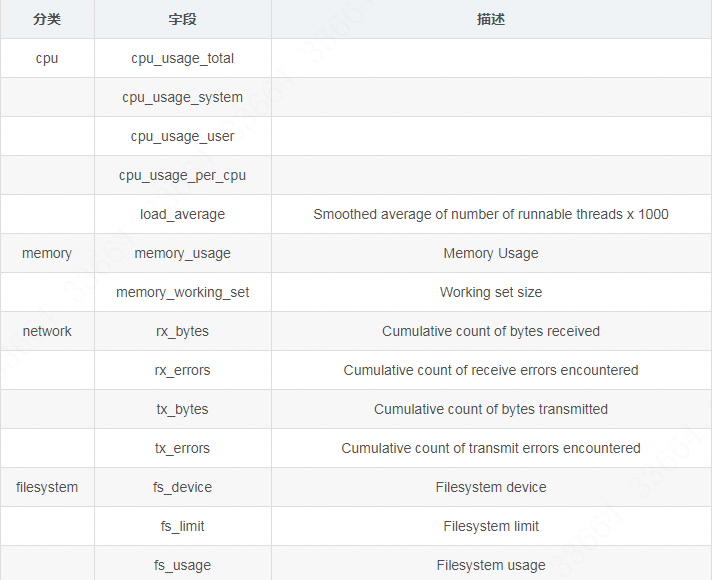 分类 字段 描述
cpu cpu_usage_total
cpu_usage_system
cpu_usage_user
cpu_usage_per_cpu
load_average Smoothed average of number of runnable threads x 1000
memory memory_usage Memory Usage
memory_working_set Working set size
network rx_bytes Cumulative count of bytes received
rx_errors Cumulative count of receive errors encountered
tx_bytes Cumulative count of bytes transmitted
tx_errors Cumulative count of transmit errors encountered
filesystem fs_device Filesystem device
fs_limit Filesystem limit
fs_usage Filesystem usage